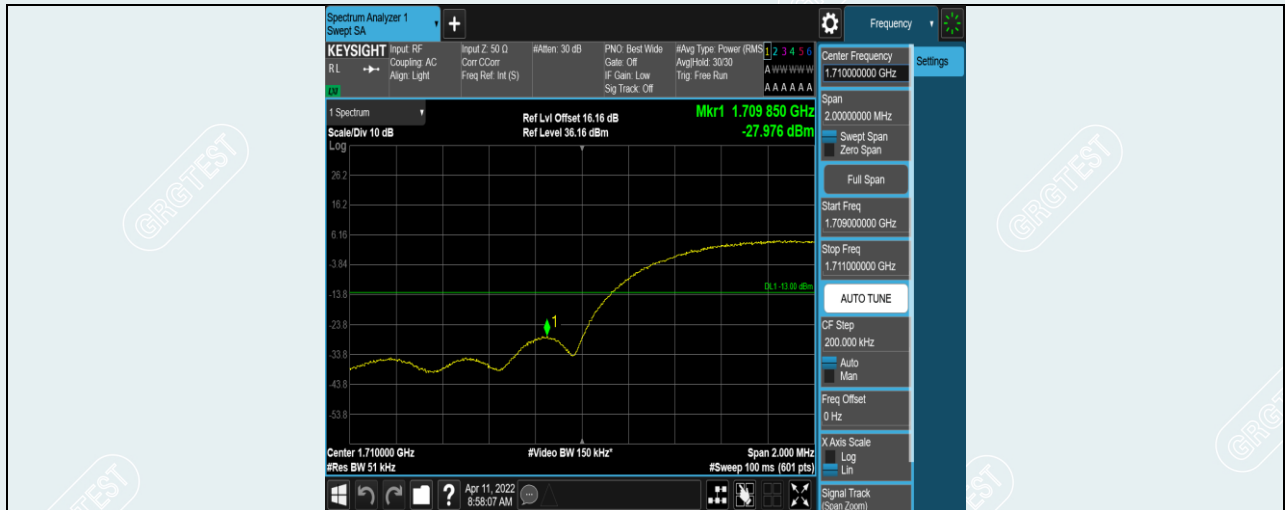 Spectrum Analyzer 1
Swept SA
Frequency
KEYSIGHT
RL
LNI
Input: RF
Coupling: AC
Align: Light
Input Z: 50 Ω
Corr CCorr
Freq Ref: Int (S)
#Atten: 30 dB
PNO: Best Wide
Gate: Off
IF Gain: Low
Sig Track: Off
#Avg Type: Power (RMS
Avg|Hold: 30/30
Trig: Free Run
1 2 3 4 5 6
A W W W W W
A A A A A A
1 Spectrum
Scale/Div 10 dB
Ref Lvl Offset 16.16 dB
Ref Level 36.16 dBm
Mkr1 1.709 850 GHz
-27.976 dBm
Log
26.2
16.2
6.16
-3.84
-13.8
-23.8
-33.8
-43.8
-53.8
DL1 -13.00 dBm
1
Center 1.710000 GHz
#Res BW 51 kHz
#Video BW 150 kHz*
Span 2.000 MHz
#Sweep 100 ms (601 pts)
?
Apr 11, 2022
8:58:07 AM
Center Frequency
1.710000000 GHz
Settings
Span
2.00000000 MHz
Swept Span
Zero Span
Full Span
Start Freq
1.709000000 GHz
Stop Freq
1.711000000 GHz
AUTO TUNE
CF Step
200.000 kHz
Auto
Man
Freq Offset
0 Hz
X Axis Scale
Log
Lin
Signal Track
(Span Zoom)
GRGTEST
GRGTEST
GRGTEST
GRGTEST
GRGTEST